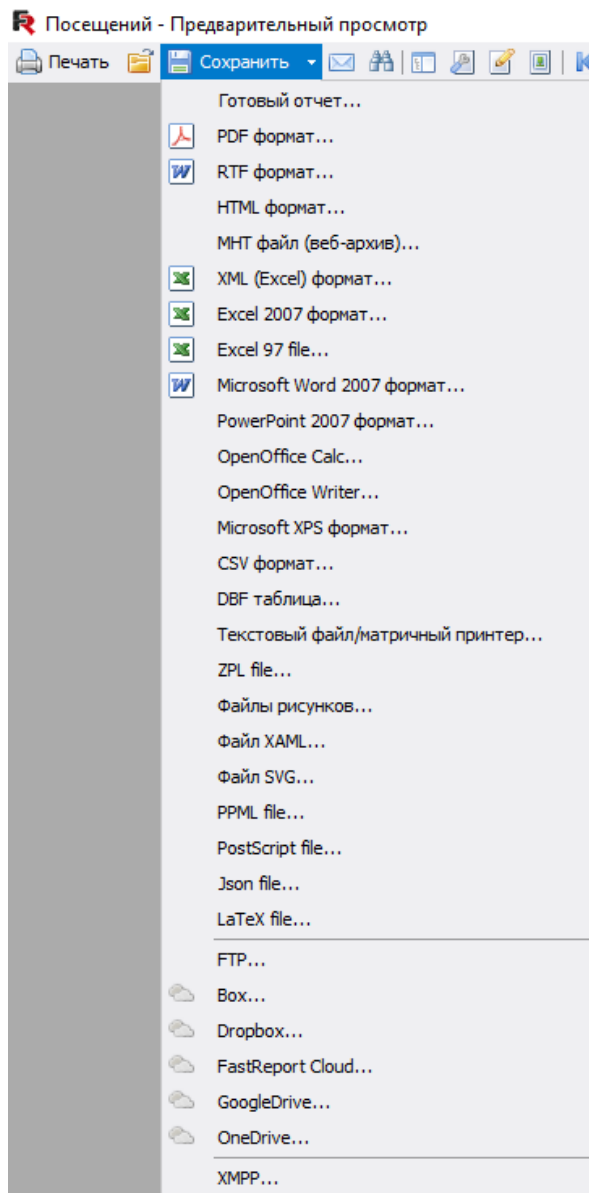 Посещений - Предварительный просмотр
Печать Сохранить
Готовый отчет...
PDF формат...
RTF формат...
HTML формат...
MHT файл (веб-архив)...
XML (Excel) формат...
Excel 2007 формат...
Excel 97 file...
Microsoft Word 2007 формат...
PowerPoint 2007 формат...
OpenOffice Calc...
OpenOffice Writer...
Microsoft XPS формат...
CSV формат...
DBF таблица...
Текстовый файл/матричный принтер...
ZPL file...
Файлы рисунков...
Файл XAML...
Файл SVG...
PPML file...
PostScript file...
Json file...
LaTeX file...
FTP...
Box...
Dropbox...
FastReport Cloud...
GoogleDrive...
OneDrive...
XMPP...